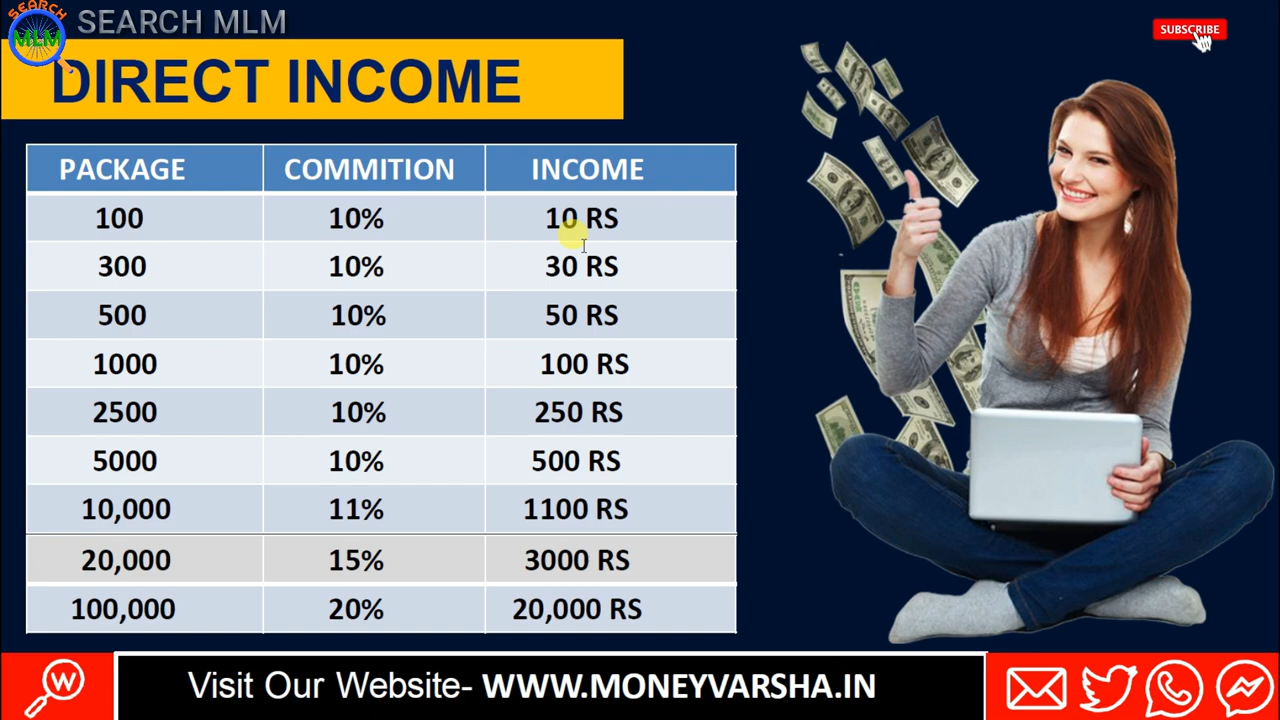 SEARCH
MLM
SEARCH MLM
SUBSCRIBE
DIRECT INCOME
PACKAGE COMMITION INCOME
100 10% 10 RS
300 10% 30 RS
500 10% 50 RS
1000 10% 100 RS
2500 10% 250 RS
5000 10% 500 RS
10,000 11% 1100 RS
20,000 15% 3000 RS
100,000 20% 20,000 RS
W
Visit Our Website- WWW.MONEYVARSHA.IN